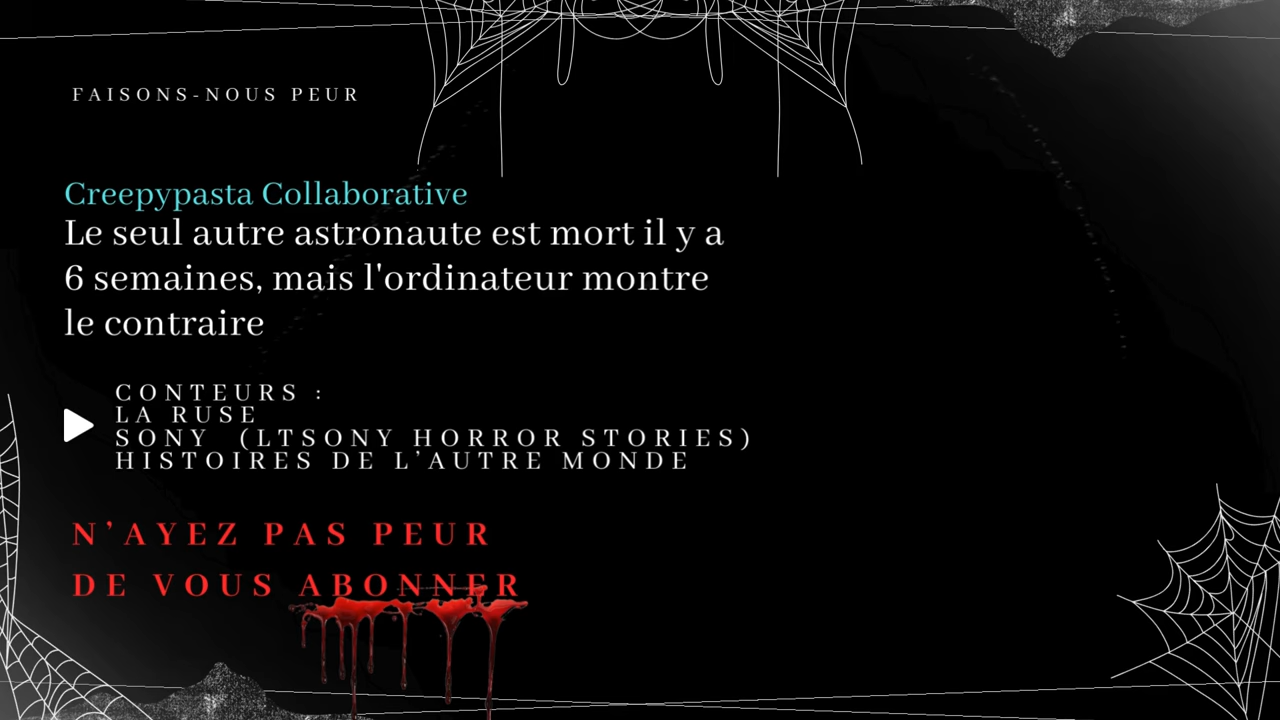 FAISONS-NOUS PEUR
Creepypasta Collaborative
Le seul autre astronaute est mort il y a
6 semaines, mais l'ordinateur montre
le contraire
CONTEURS :
LA RUSE
SONY (LTSONY HORROR STORIES)
HISTOIRES DE L’AUTRE MONDE
N’AYEZ PAS PEUR
DE VOUS ABONNER